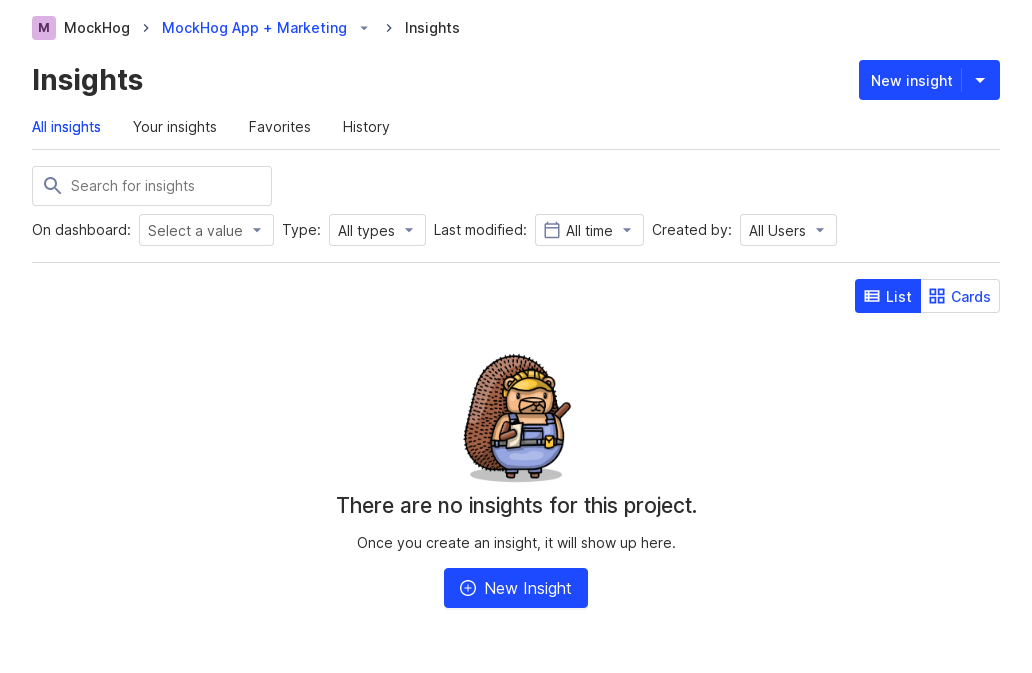 M MockHog MockHog App + Marketing Insights
Insights
New insight
All insights Your insights Favorites History
Search for insights
On dashboard: Select a value Type: All types Last modified: All time Created by: All Users
List Cards
There are no insights for this project.
Once you create an insight, it will show up here.
New Insight